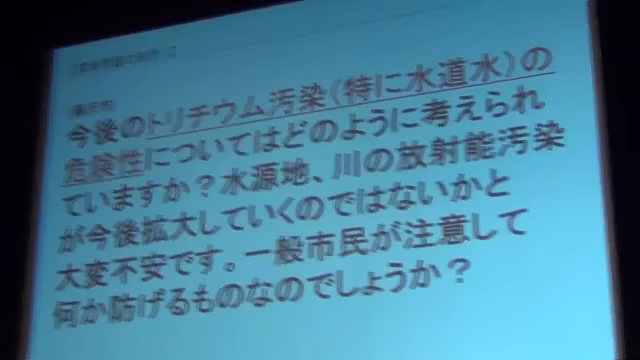 今後のトリチウム汚染(特に水道水)の
危険性についてはどのように考えられ
ていますか?水源地、川の放射能汚染
が今後拡大していくのではないかと
大変不安です。一般市民が注意して
何か防げるものなのでしょうか?